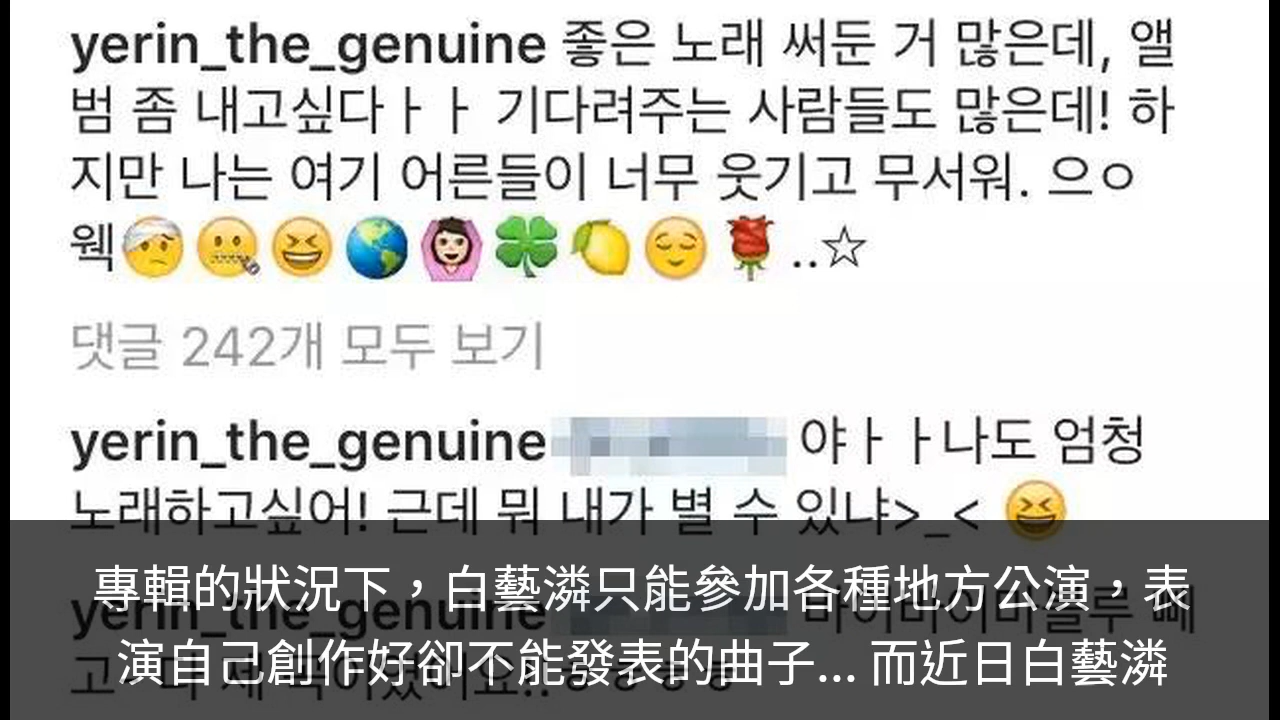 yerin_the_genuine 좋은 노래 써둔 거 많은데, 앨
범 좀 내고싶다ㅏㅏ 기다려주는 사람들도 많은데! 하
지만 나는 여기 어른들이 너무 웃기고 무서워. 으ㅇ
웩🤕🤐😆🌏🙆🏻🍀🍋😌🌹..☆
댓글 242개 모두 보기
yerin_the_genuine 야ㅏㅏ나도 엄청
노래하고싶어! 근데 뭐 내가 별 수 있냐>_< 😆
yerin_the_genuine
專輯的狀況下，白藝潾只能參加各種地方公演，表
演自己創作好卻不能發表的曲子... 而近日白藝潾